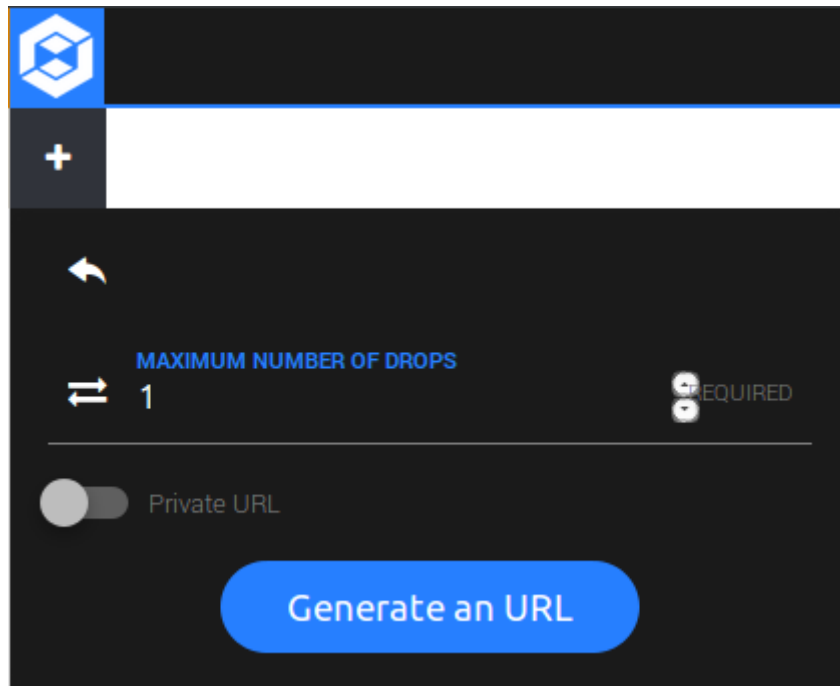 MAXIMUM NUMBER OF DROPS
1 REQUIRED
Private URL
Generate an URL